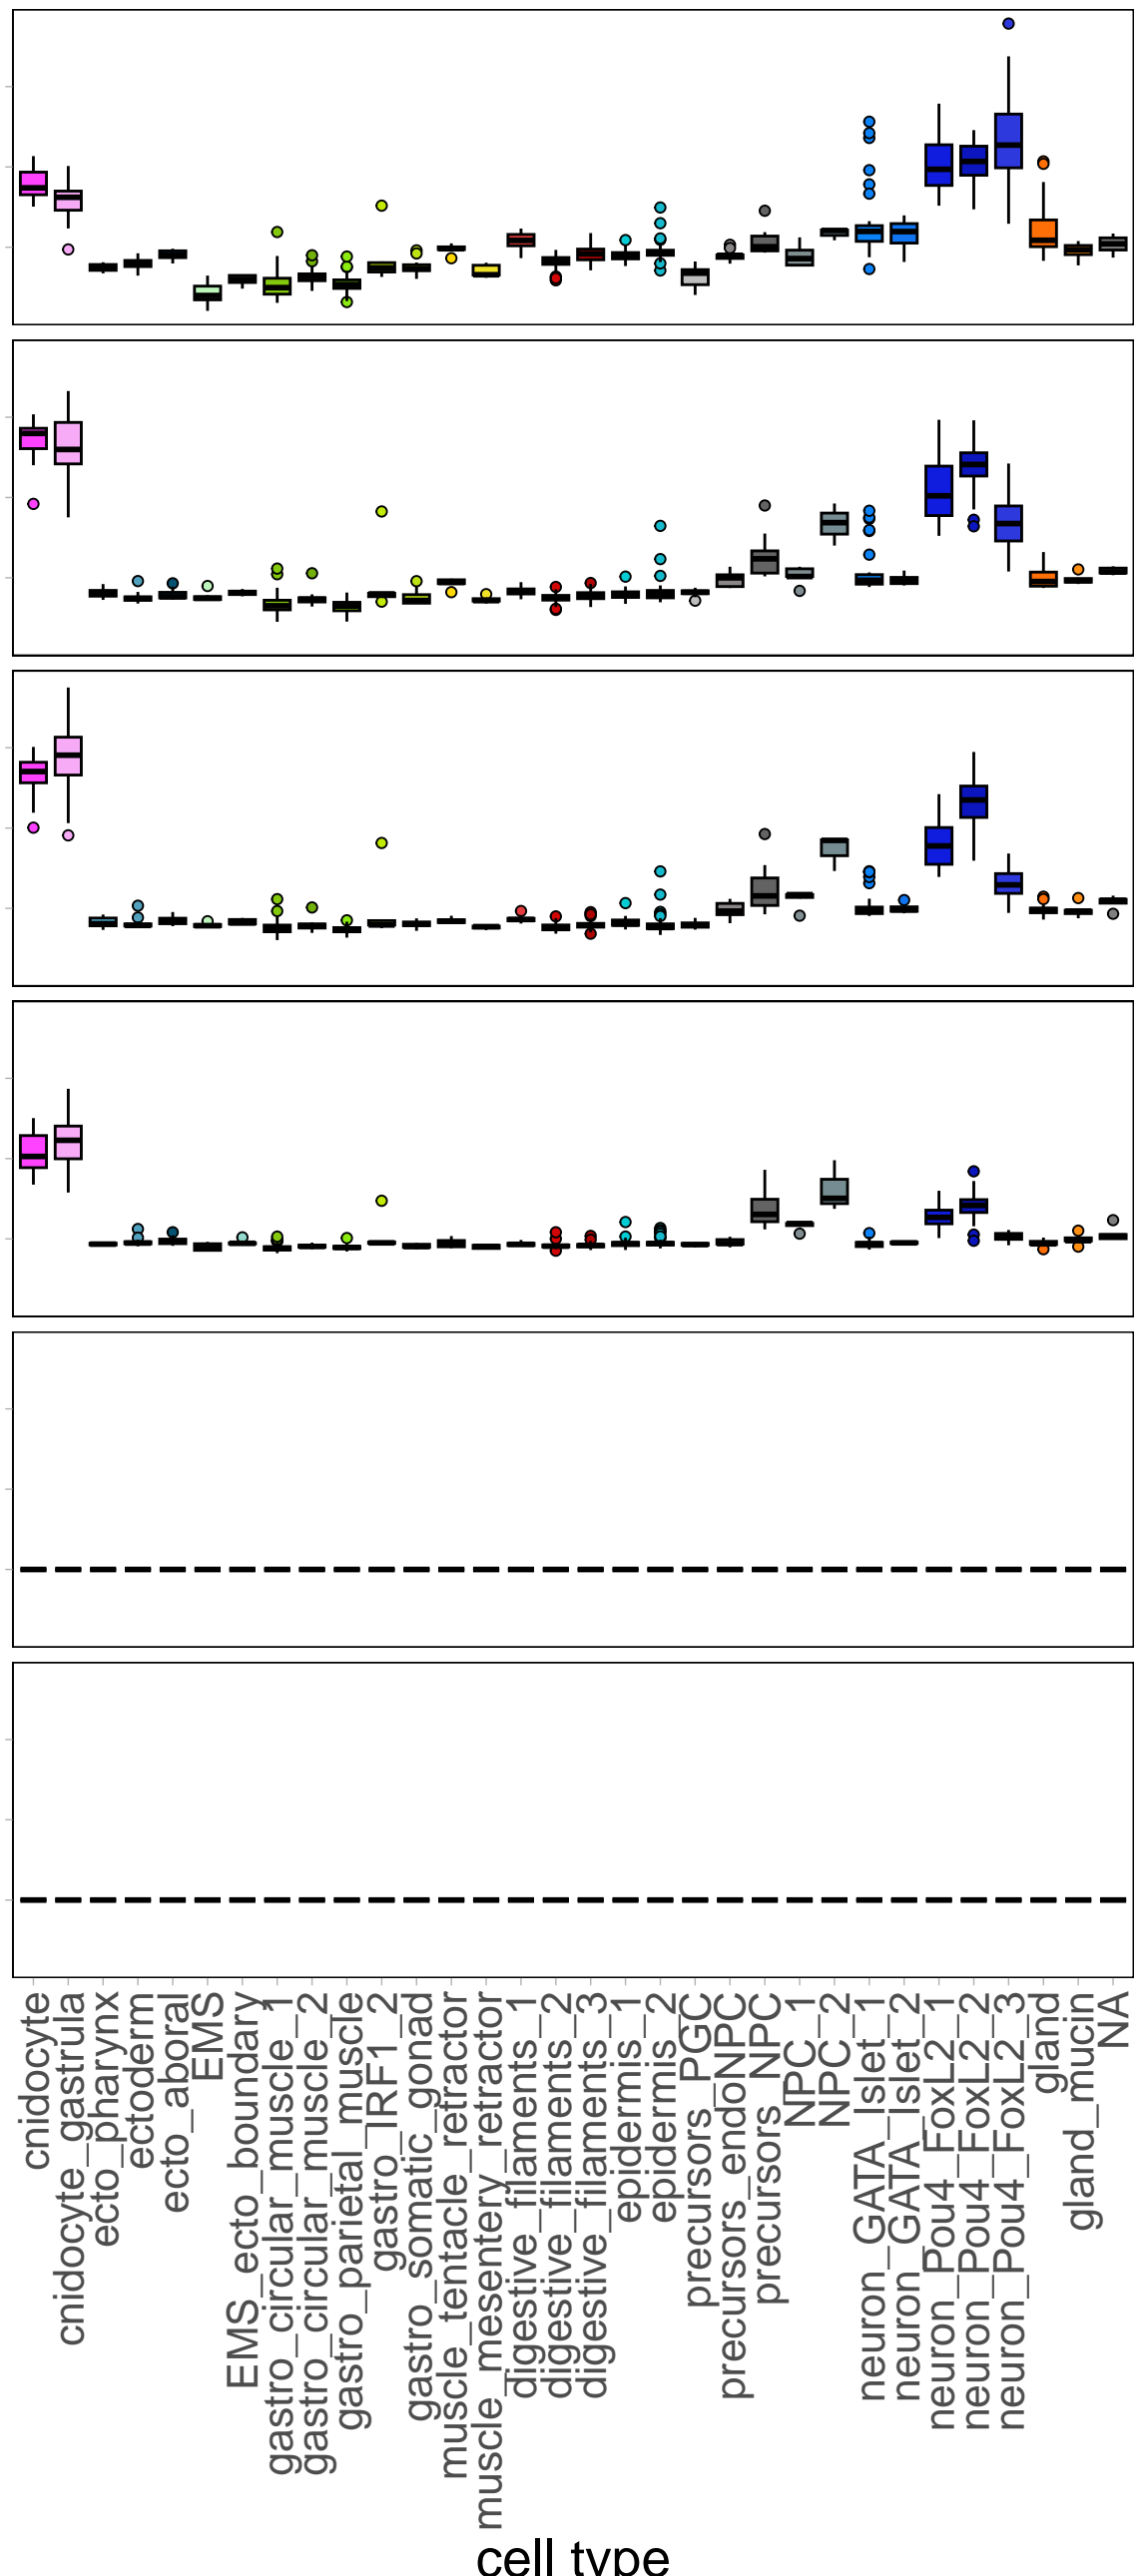 cnidocyte
cnidocyte_gastrula
ecto_pharynx
ectoderm
ecto_aboral
EMS
EMS_ecto_boundary
gastro_circular_muscle_1
gastro_circular_muscle_2
gastro_parietal_muscle
gastro_IRF1_2
gastro_somatic_gonad
muscle_tentacle_retractor
muscle_mesentery_retractor
digestive_filaments_1
digestive_filaments_2
digestive_filaments_3
epidermis_1
epidermis_2
precursors_PGC
precursors_endoNPC
precursors_NPC
NPC_1
NPC_2
neuron_GATA_Islet_1
neuron_GATA_Islet_2
neuron_Pou4_FoxL2_1
neuron_Pou4_FoxL2_2
neuron_Pou4_FoxL2_3
gland
gland_mucin
NA
cell type